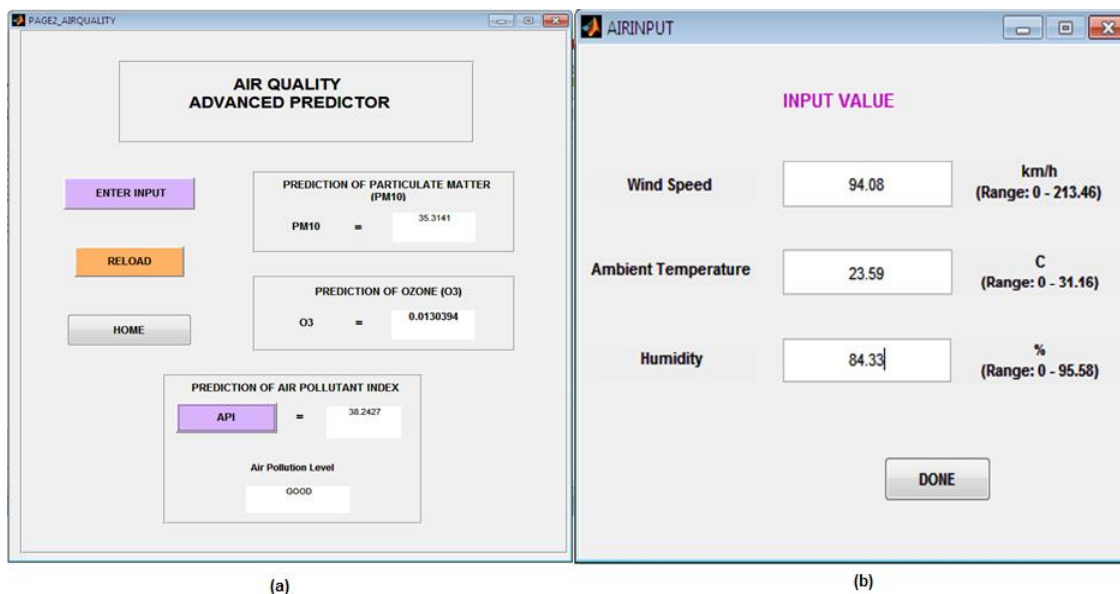 PAGE2_AIRQUALITY
AIR QUALITY
ADVANCED PREDICTOR
ENTER INPUT
RELOAD
HOME
PREDICTION OF PARTICULATE MATTER
(PM10)
PM10 = 35.3141
PREDICTION OF OZONE (O3)
O3 = 0.0130394
PREDICTION OF AIR POLLUTANT INDEX
API = 38.2427
Air Pollution Level
GOOD
(a)
AIRINPUT
INPUT VALUE
Wind Speed 94.08 km/h
(Range: 0 - 213.46)
Ambient Temperature 23.59 C
(Range: 0 - 31.16)
Humidity 84.33 %
(Range: 0 - 95.58)
DONE
(b)